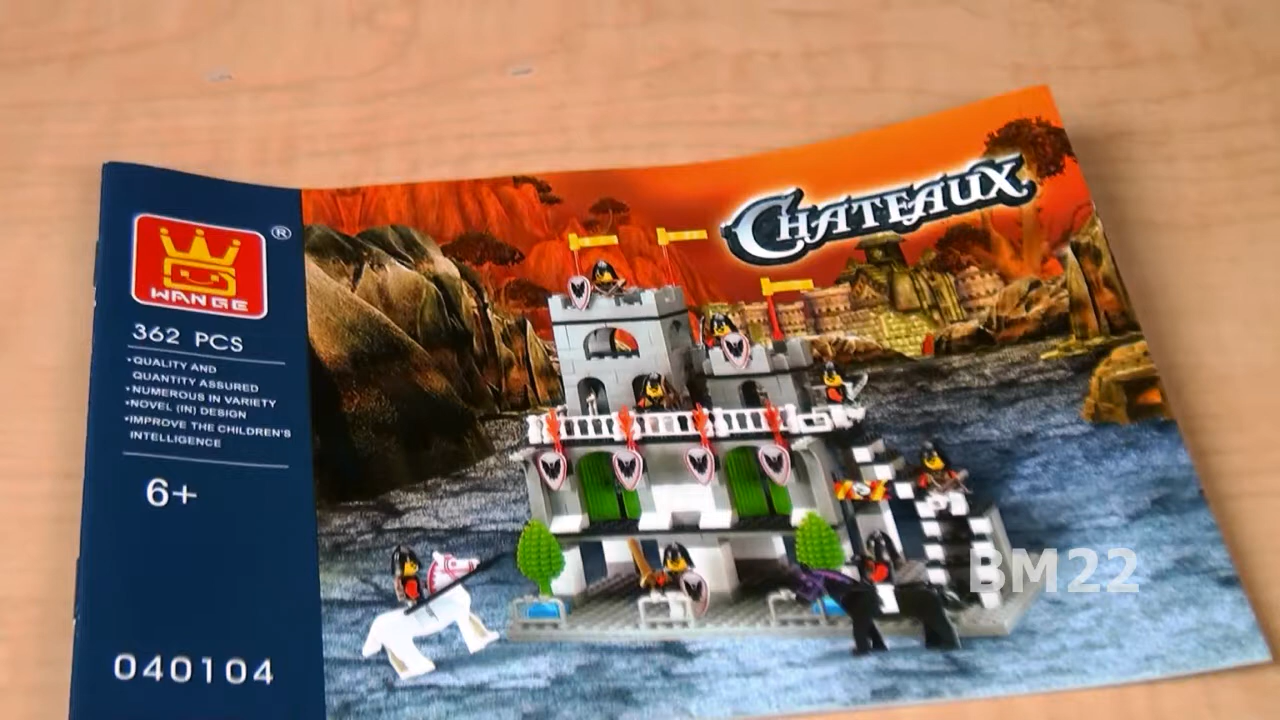 CHATEAUX
®
WANGE
362 PCS
•QUALITY AND
QUANTITY ASSURED
•NUMEROUS IN VARIETY
•NOVEL (IN) DESIGN
•IMPROVE THE CHILDREN'S
INTELLIGENCE
6+
040104
BM22